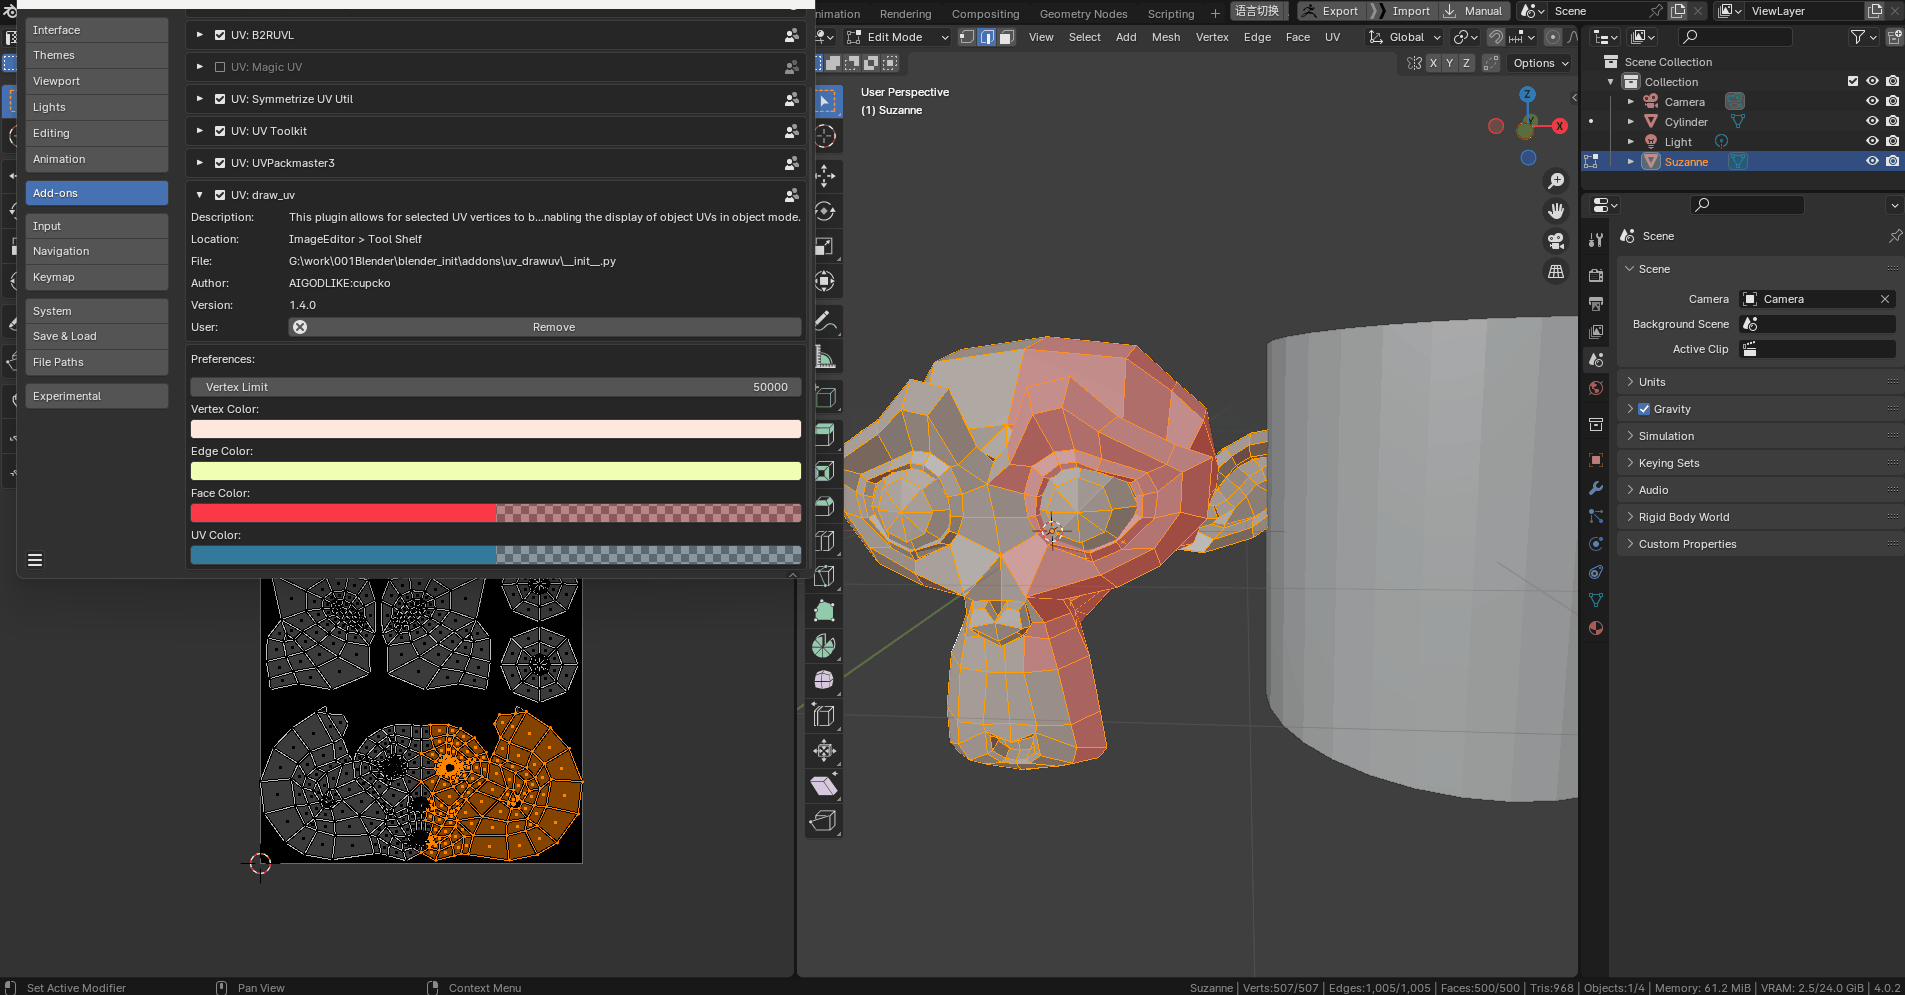 Interface
Themes
Viewport
Lights
Editing
Animation
Add-ons
Input
Navigation
Keymap
System
Save & Load
File Paths
Experimental
UV: B2RUVL
UV: Magic UV
UV: Symmetrize UV Util
UV: UV Toolkit
UV: UVPackmaster3
UV: draw_uv
Description: This plugin allows for selected UV vertices to b...nabling the display of object UVs in object mode.
Location: ImageEditor > Tool Shelf
File: G:\work\001Blender\blender_init\addons\uv_drawuv\__init__.py
Author: AIGODLIKE:cupcko
Version: 1.4.0
User: Remove
Preferences:
Vertex Limit 50000
Vertex Color:
Edge Color:
Face Color:
UV Color:
nimation Rendering Compositing Geometry Nodes Scripting + 语言切换 Export Import Manual Scene ViewLayer
Edit Mode View Select Add Mesh Vertex Edge Face UV Global
X Y Z Options
User Perspective
(1) Suzanne
Z
Y
X
Scene Collection
Collection
Camera
Cylinder
Light
Suzanne
Scene
Scene
Camera Camera
Background Scene
Active Clip
Units
Gravity
Simulation
Keying Sets
Audio
Rigid Body World
Custom Properties
Set Active Modifier Pan View Context Menu
Suzanne | Verts:507/507 | Edges:1,005/1,005 | Faces:500/500 | Tris:968 | Objects:1/4 | Memory: 61.2 MiB | VRAM: 2.5/24.0 GiB | 4.0.2